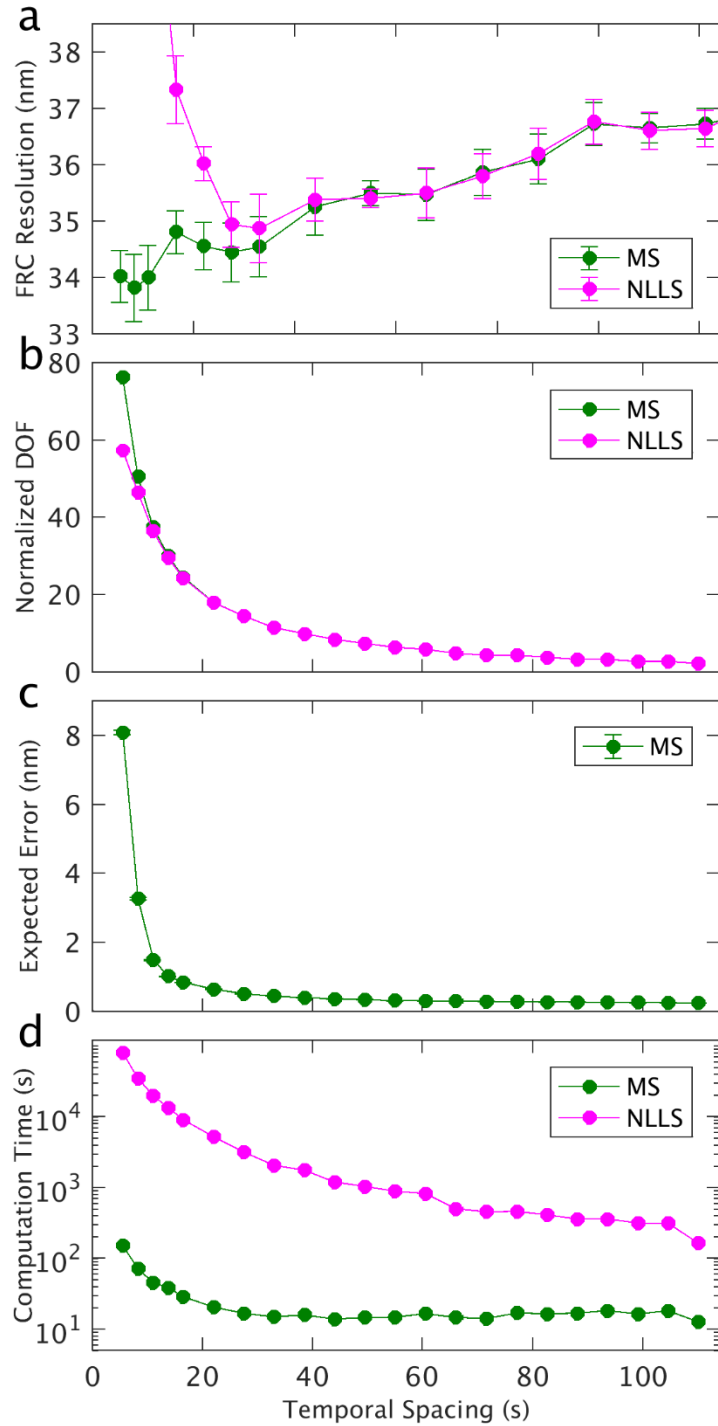 a
38
37
36
35
34
33
FRC Resolution (nm)
MS
NLLS
b
80
60
40
20
0
Normalized DOF
MS
NLLS
c
8
6
4
2
0
Expected Error (nm)
MS
d
10^4
10^3
10^2
10^1
Computation Time (s)
MS
NLLS
0 20 40 60 80 100
Temporal Spacing (s)